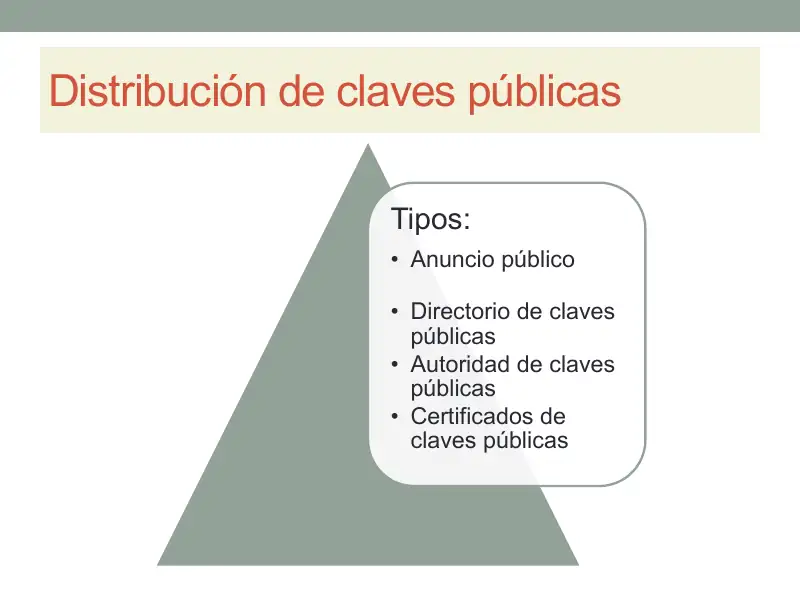 Distribución de claves públicas
Tipos:
• Anuncio público
• Directorio de claves
públicas
• Autoridad de claves
públicas
• Certificados de
claves públicas